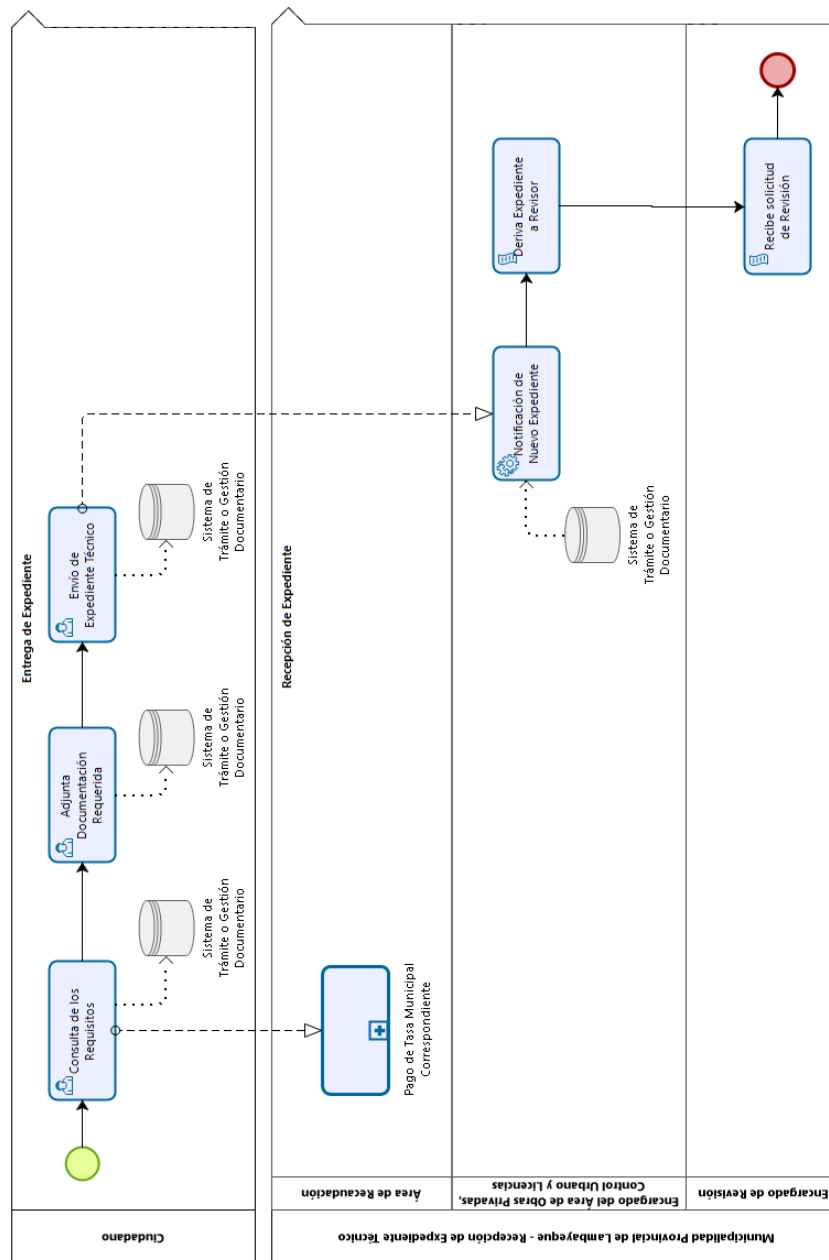 Ciudadano
Entrega de Expediente
Consulta de los
Requisitos
Sistema de
Trámite o Gestión
Documentario
Adjunta
Documentación
Requerida
Sistema de
Trámite o Gestión
Documentario
Envío de
Expediente Técnico
Sistema de
Trámite o Gestión
Documentario
Municipalidad Provincial de Lambayeque - Recepción de Expediente Técnico
Recepción de Expediente
Área de Recaudación
Pago de Tasa Municipal
Correspondiente
Encargado del Área de Obras Privadas,
Control Urbano y Licencias
Sistema de
Trámite o Gestión
Documentario
Notificación de
Nuevo Expediente
Deriva Expediente
a Revisor
Encargado de Revisión
Recibe solicitud
de Revisión